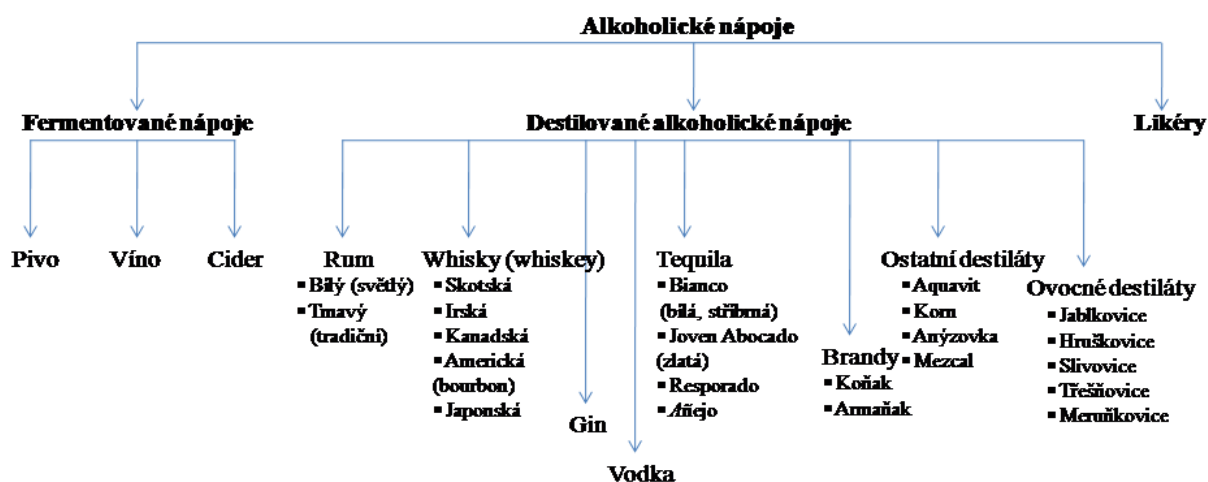 Alkoholické nápoje
Fermentované nápoje
Destilované alkoholické nápoje
Likéry
Pivo
Víno
Cider
Rum
▪ Bílý (světlý)
▪ Tmavý
(tradiční)
Whisky (whiskey)
▪ Skotská
▪ Irská
▪ Kanadská
▪ Americká
(bourbon)
▪ Japonská
Gin
Vodka
Tequila
▪ Bianco
(bílá, stříbrná)
▪ Joven Abocado
(zlatá)
▪ Resporado
▪ Añejo
Brandy
▪ Koňak
▪ Armaňak
Ostatní destiláty
▪ Aquavit
▪ Korn
▪ Anýzovka
▪ Mezcal
Ovocné destiláty
▪ Jablkovice
▪ Hruškovice
▪ Slivovice
▪ Třešňovice
▪ Meruňkovice